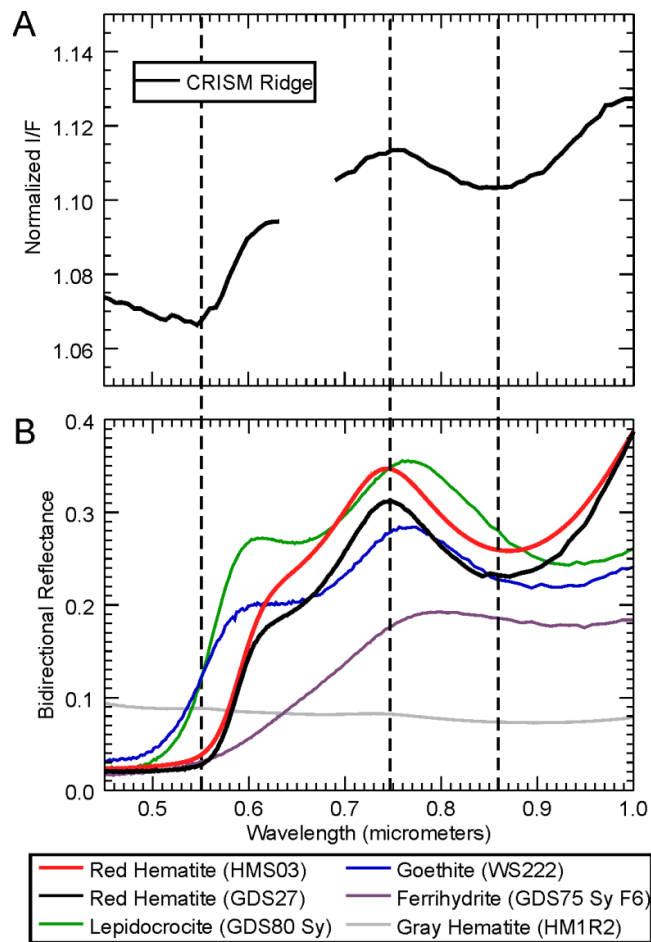 A
1.14
CRISM Ridge
1.12
Normalized I/F
1.10
1.08
1.06
B
0.4
0.3
Bidirectional Reflectance
0.2
0.1
0.0
0.5 0.6 0.7 0.8 0.9 1.0
Wavelength (micrometers)
Red Hematite (HMS03) Goethite (WS222)
Red Hematite (GDS27) Ferrihydrite (GDS75 Sy F6)
Lepidocrocite (GDS80 Sy) Gray Hematite (HM1R2)